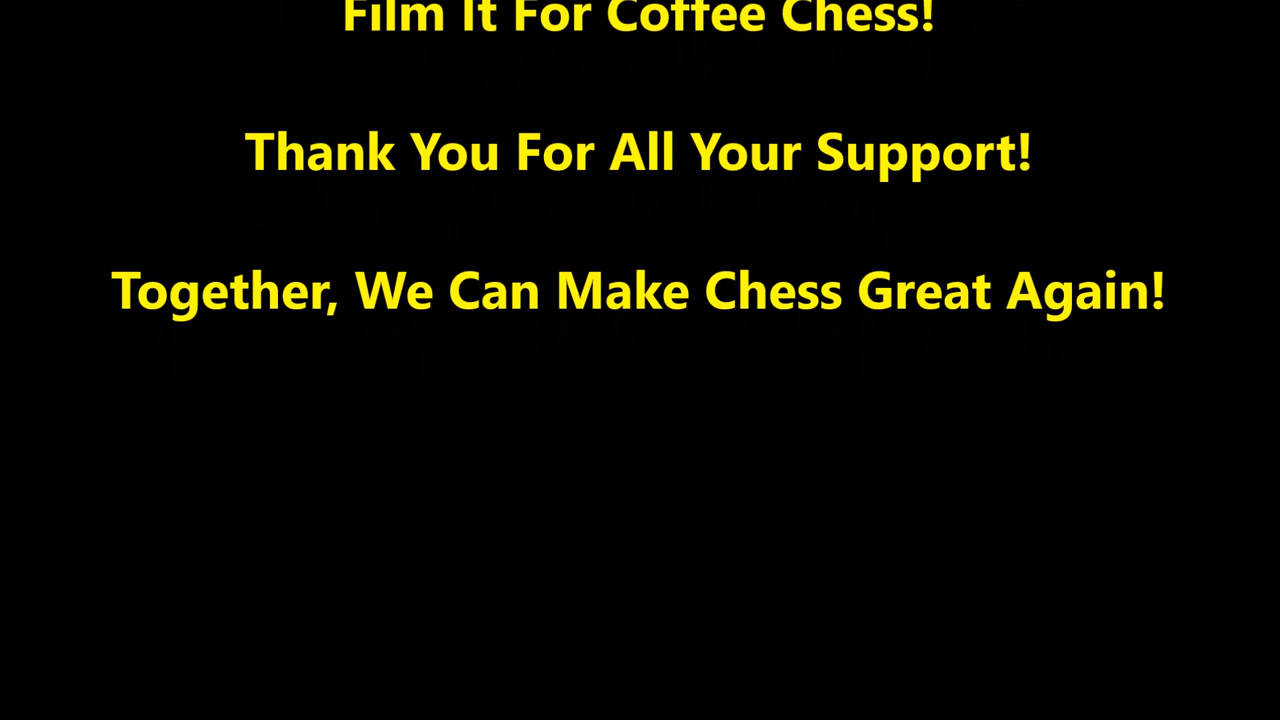 Film It For Coffee Chess!
Thank You For All Your Support!
Together, We Can Make Chess Great Again!